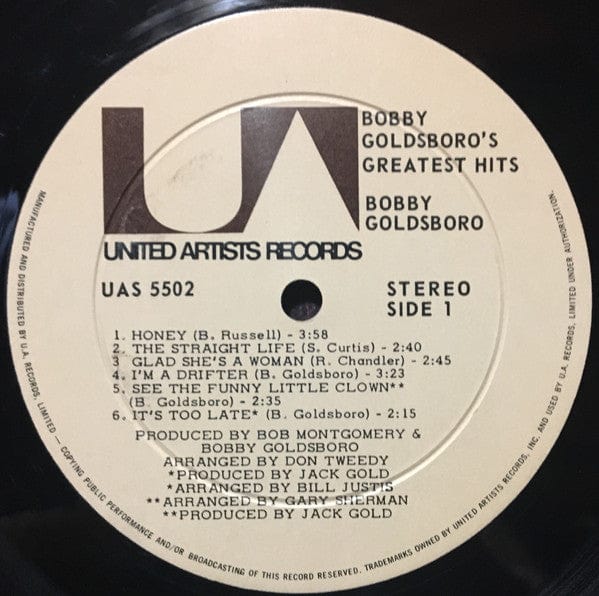 UA
BOBBY
GOLDSBORO'S
GREATEST HITS
BOBBY
GOLDSBORO
UNITED ARTISTS RECORDS
UAS 5502
STEREO
SIDE 1
1. HONEY (B. Russell) - 3:58
2. THE STRAIGHT LIFE (S. Curtis) - 2:40
3 GLAD SHE'S A WOMAN (R. Chandler) - 2:45
4. I'M A DRIFTER (B. Goldsboro) - 3:23
5. SEE THE FUNNY LITTLE CLOWN**
(B. Goldsboro) - 2:35
6. IT'S TOO LATE* (B. Goldsboro) - 2:15
PRODUCED BY BOB MONTGOMERY &
BOBBY GOLDSBORO
ARRANGED BY DON TWEEDY
*PRODUCED BY JACK GOLD
*ARRANGED BY BILL JUSTIS
**ARRANGED BY GARY SHERMAN
**PRODUCED BY JACK GOLD
MANUFACTURED AND DISTRIBUTED BY U.A. RECORDS, LIMITED — COPYING PUBLIC PERFORMANCE AND/OR BROADCASTING OF THIS RECORD RESERVED. TRADEMARKS OWNED BY UNITED ARTISTS RECORDS, INC. AND USED BY U.A. RECORDS, LIMITED UNDER AUTHORIZATION.